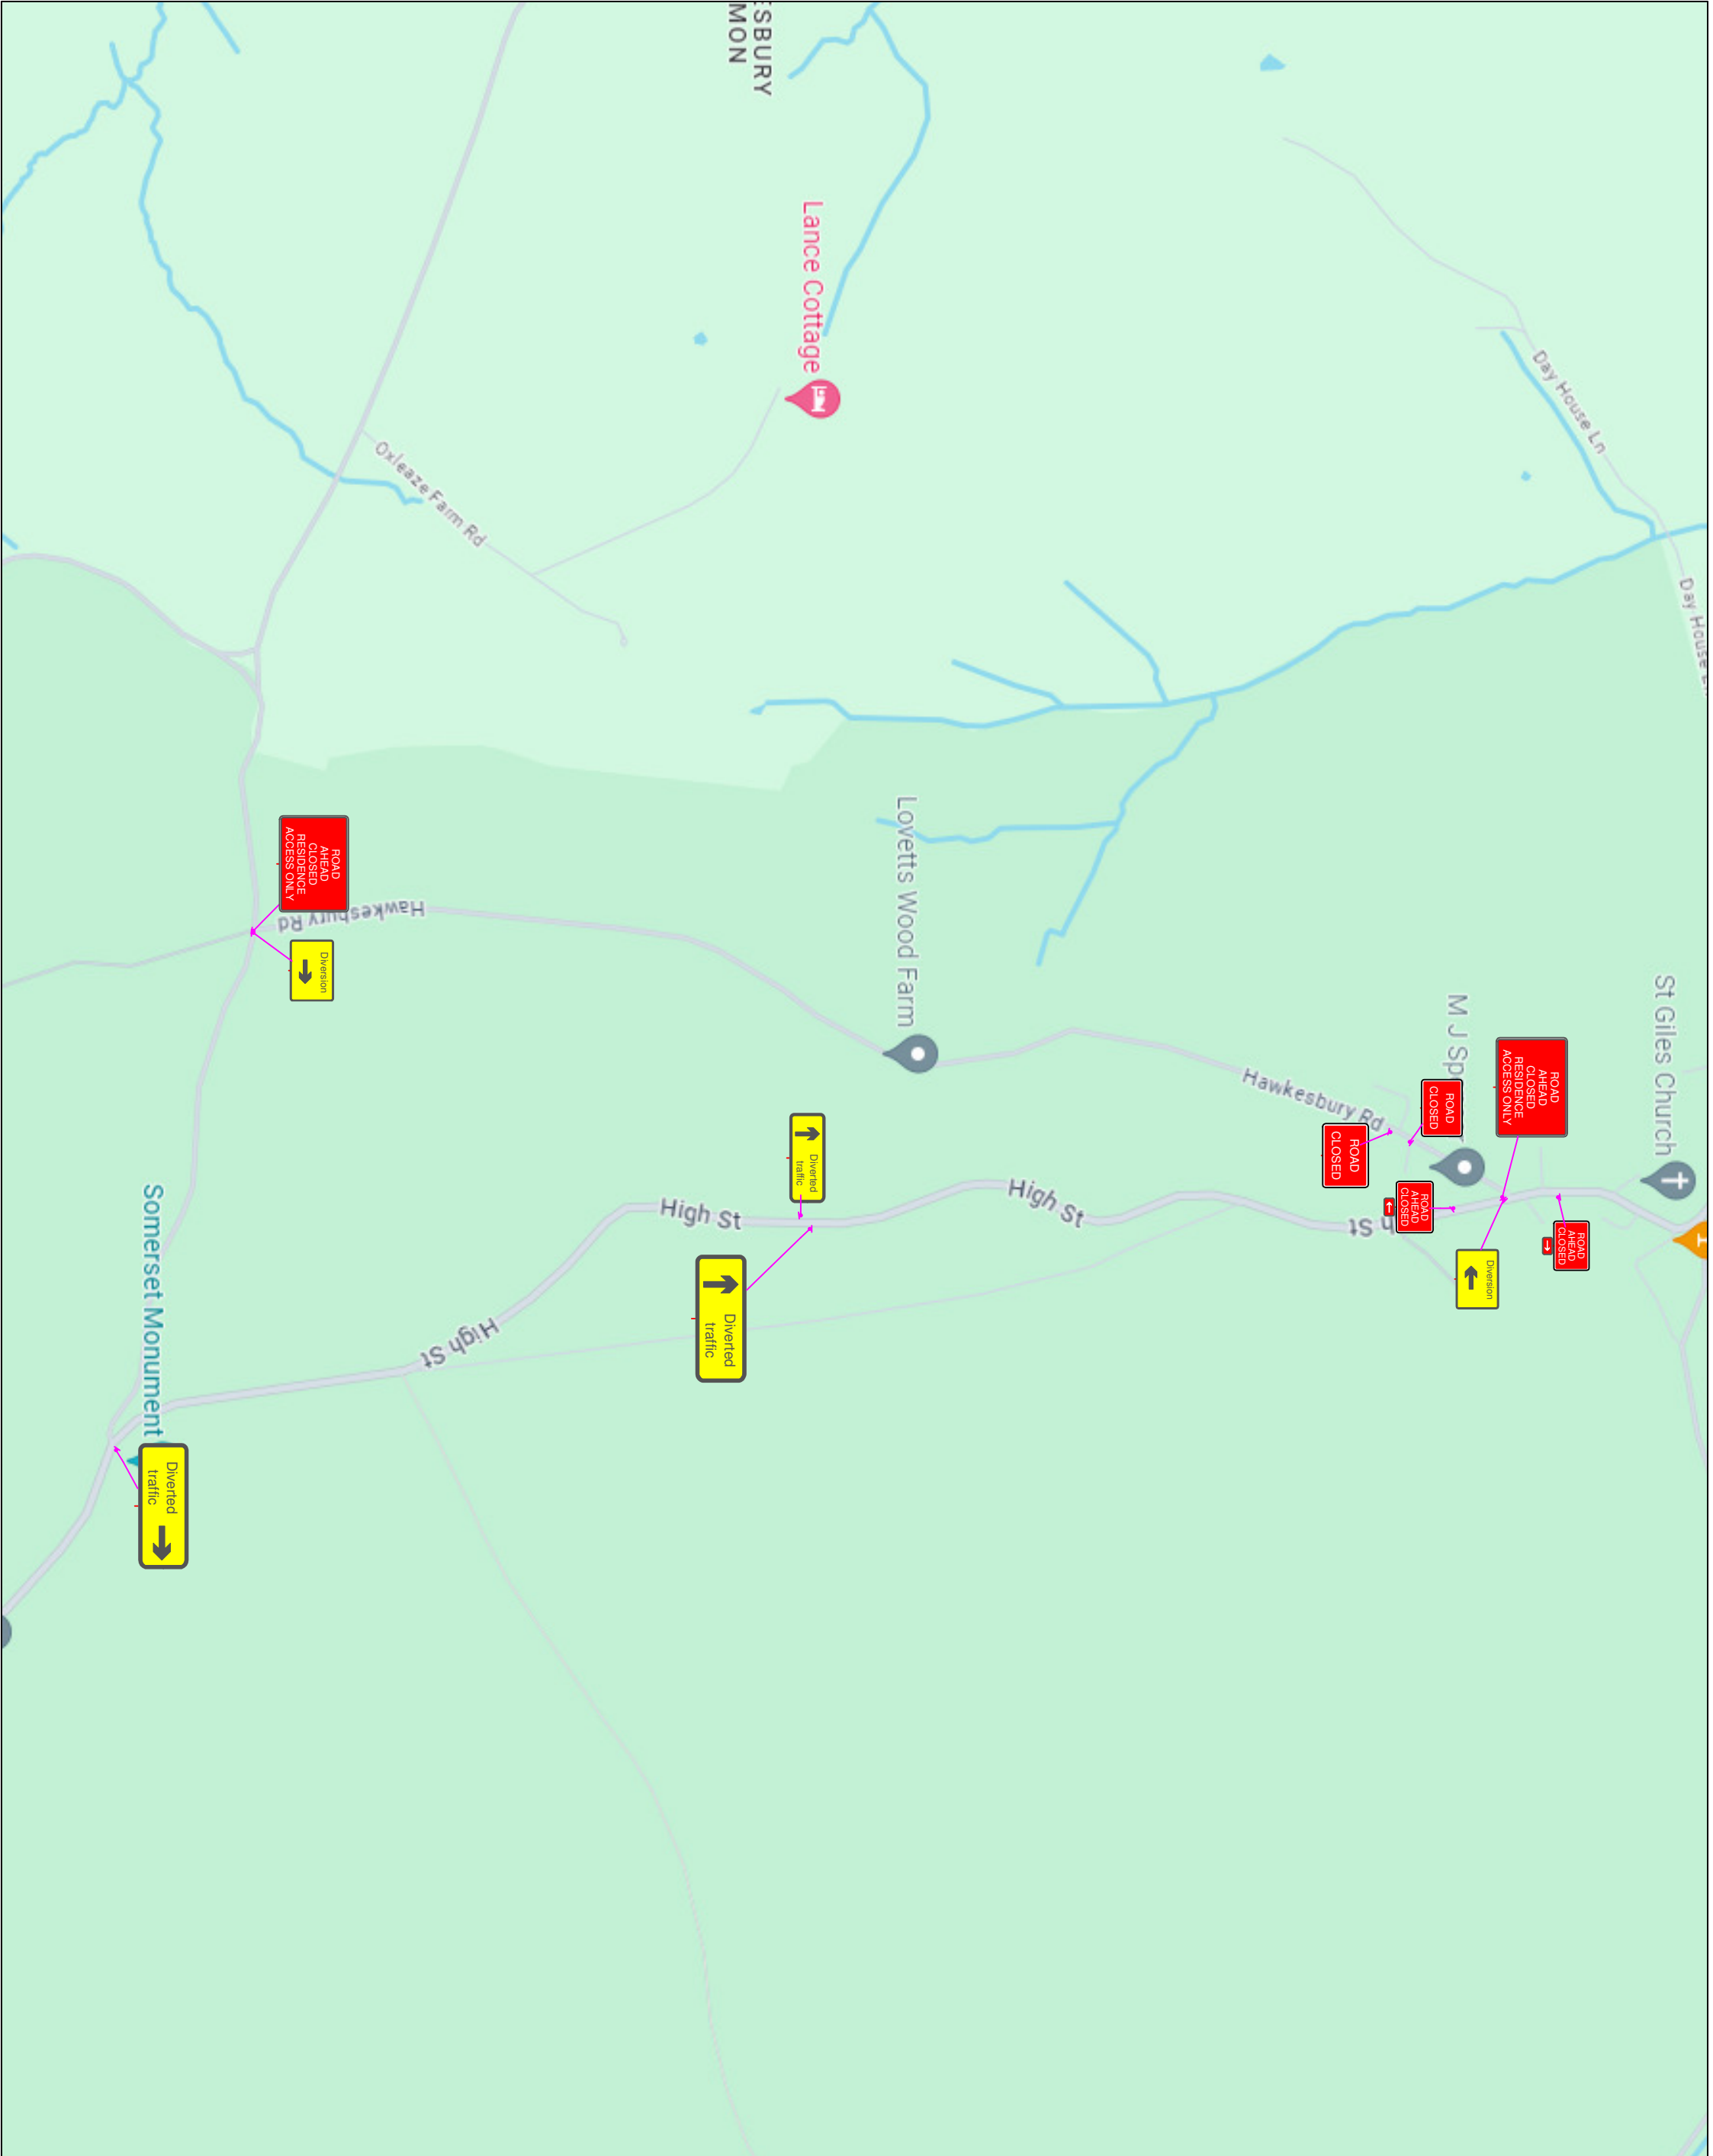 ESBURY
MON
Lance Cottage
Day House Ln
Day House Ln
Oxleaze Farm Rd
Lovetts Wood Farm
St Giles Church
M J Sp
Hawkesbury Rd
Hawkesbury Rd
ROAD
AHEAD
CLOSED
RESIDENCE
ACCESS ONLY
Diversion
ROAD
AHEAD
CLOSED
RESIDENCE
ACCESS ONLY
ROAD
CLOSED
ROAD
CLOSED
ROAD
AHEAD
CLOSED
ROAD
AHEAD
CLOSED
Diversion
Diverted
traffic
Diverted
traffic
High St
High St
h St
High St
Somerset Monument
Diverted
traffic